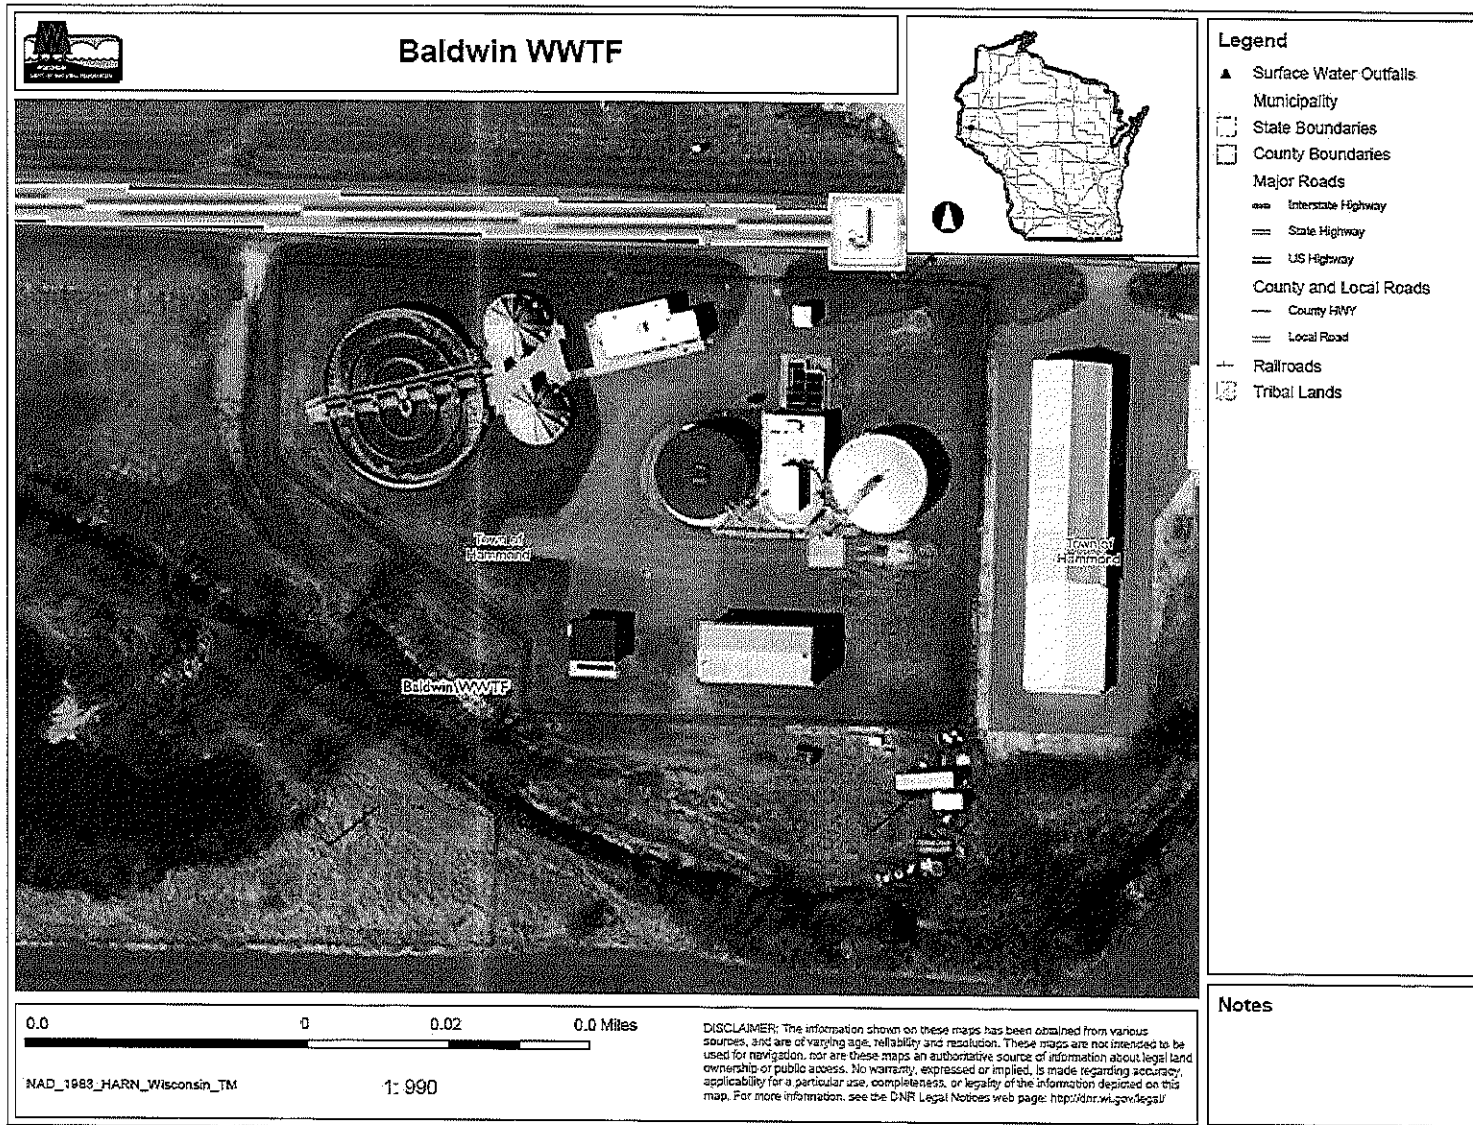 Baldwin WWTF
J
Town of
Hammond
Town of
Hammond
Baldwin WWTF
Legend
Surface Water Outfalls
Municipality
State Boundaries
County Boundaries
Major Roads
Interstate Highway
State Highway
US Highway
County and Local Roads
County HWY
Local Road
Railroads
Tribal Lands
Notes
0.0 0 0.02 0.0 Miles
NAD_1983_HARN_Wisconsin_TM
1: 990
DISCLAIMER: The information shown on these maps has been obtained from various
sources, and are of varying age, reliability and resolution. These maps are not intended to be
used for navigation, nor are these maps an authoritative source of information about legal land
ownership or public access. No warranty, expressed or implied, is made regarding accuracy,
applicability for a particular use, completeness, or legality of the information depicted on this
map. For more information, see the DNR Legal Notices web page: http://dnr.wi.gov/legal/